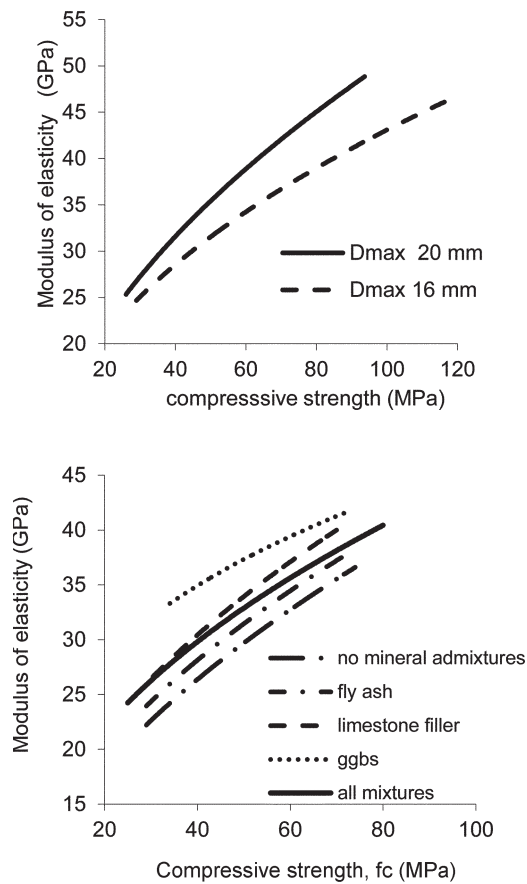 Modulus of elasticity (GPa)
55
50
45
40
35
30
25
20
Dmax 20 mm
Dmax 16 mm
20 40 60 80 100 120
compresssive strength (MPa)
Modulus of elasticity (GPa)
45
40
35
30
25
20
15
no mineral admixtures
fly ash
limestone filler
ggbs
all mixtures
20 40 60 80 100
Compressive strength, fc (MPa)